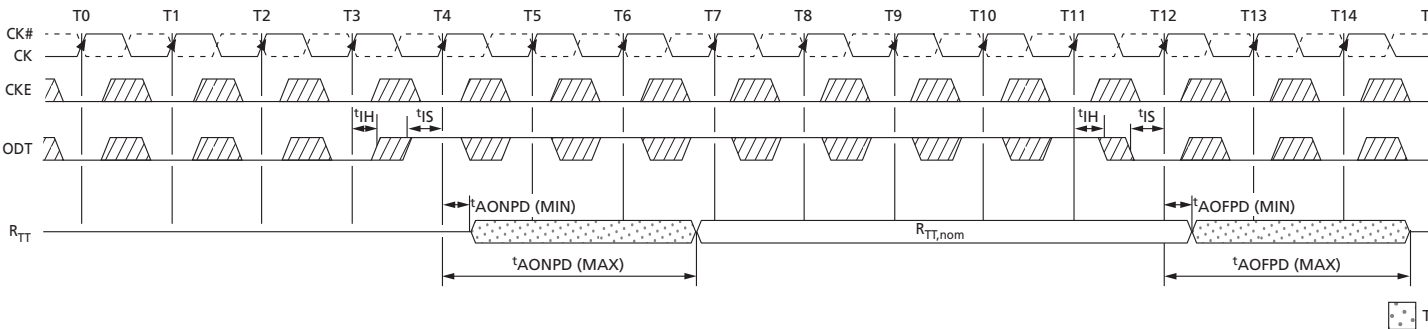 T0 T1 T2 T3 T4 T5 T6 T7 T8 T9 T10 T11 T12 T13 T14 T
CK#
CK
CKE
tIH tIS tIH tIS
ODT
tAONPD (MIN) tAOFPD (MIN)
RTT RTT,nom
tAONPD (MAX) tAOFPD (MAX)
T